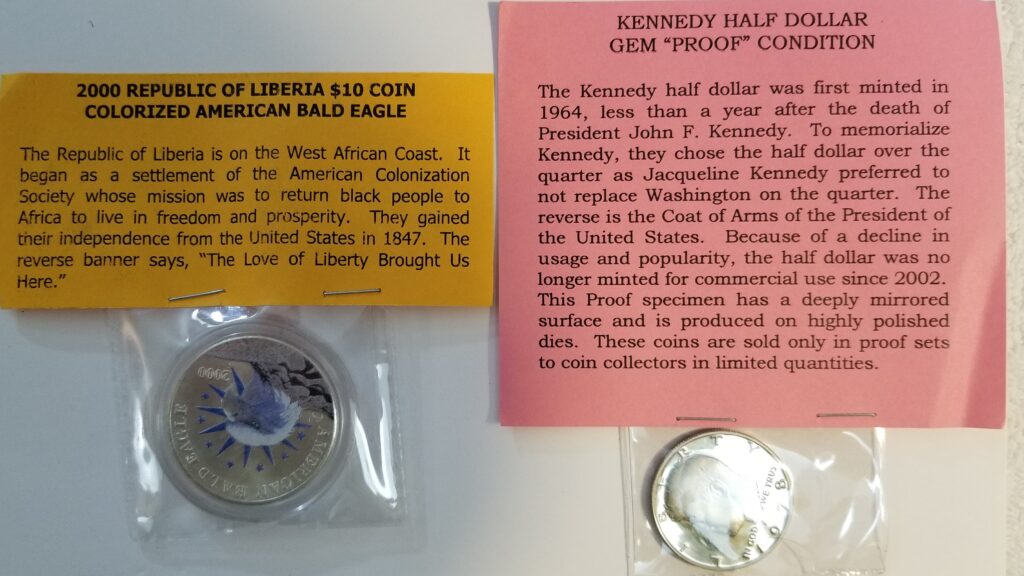 2000 REPUBLIC OF LIBERIA $10 COIN
COLORIZED AMERICAN BALD EAGLE
The Republic of Liberia is on the West African Coast. It
began as a settlement of the American Colonization
Society whose mission was to return black people to
Africa to live in freedom and prosperity. They gained
their independence from the United States in 1847. The
reverse banner says, “The Love of Liberty Brought Us
Here.”
2000
AMERICAN BALD EAGLE
KENNEDY HALF DOLLAR
GEM “PROOF” CONDITION
The Kennedy half dollar was first minted in
1964, less than a year after the death of
President John F. Kennedy. To memorialize
Kennedy, they chose the half dollar over the
quarter as Jacqueline Kennedy preferred to
not replace Washington on the quarter. The
reverse is the Coat of Arms of the President of
the United States. Because of a decline in
usage and popularity, the half dollar was no
longer minted for commercial use since 2002.
This Proof specimen has a deeply mirrored
surface and is produced on highly polished
dies. These coins are sold only in proof sets
to coin collectors in limited quantities.
LIBERTY
IN GOD WE TRUST